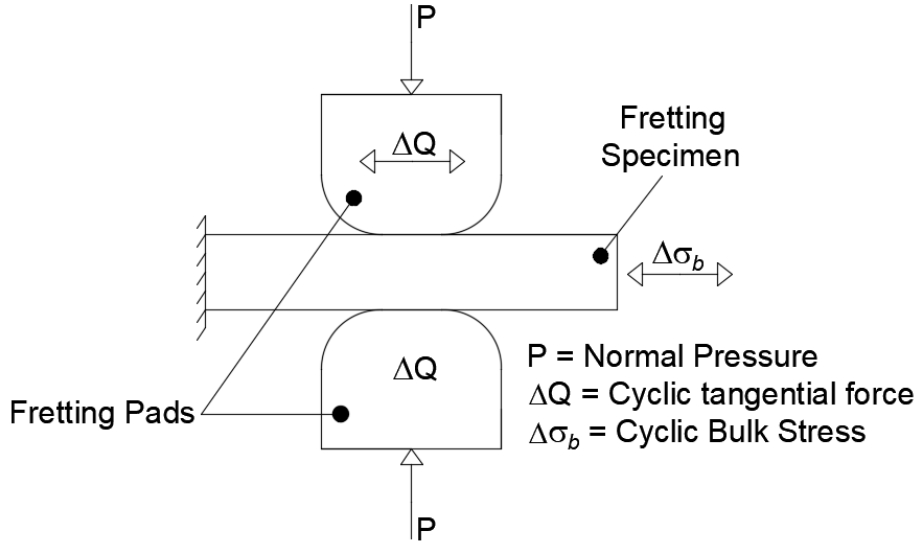 P
ΔQ
Fretting
Specimen
Δσb
ΔQ
Fretting Pads
P = Normal Pressure
ΔQ = Cyclic tangential force
Δσb = Cyclic Bulk Stress
P